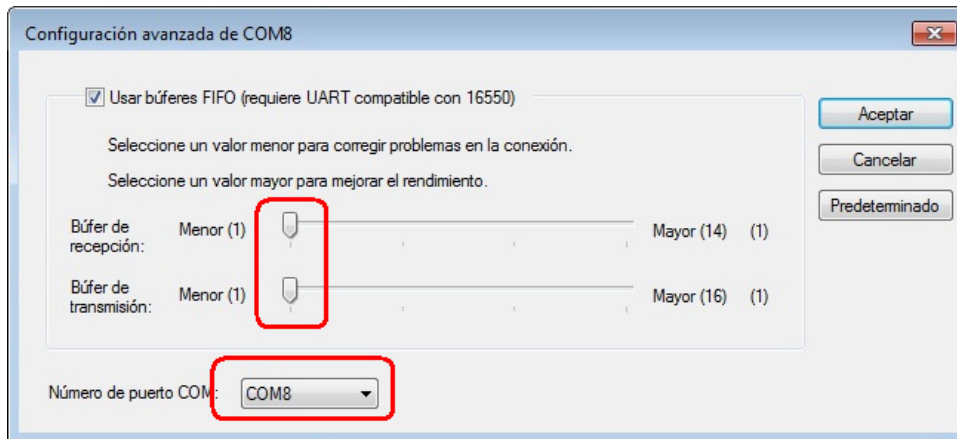 Configuración avanzada de COM8
Usar búferes FIFO (requiere UART compatible con 16550)
Seleccione un valor menor para corregir problemas en la conexión.
Seleccione un valor mayor para mejorar el rendimiento.
Búfer de
recepción:
Menor (1)
Mayor (14)
(1)
Búfer de
transmisión:
Menor (1)
Mayor (16)
(1)
Número de puerto COM:
COM8
Aceptar
Cancelar
Predeterminado